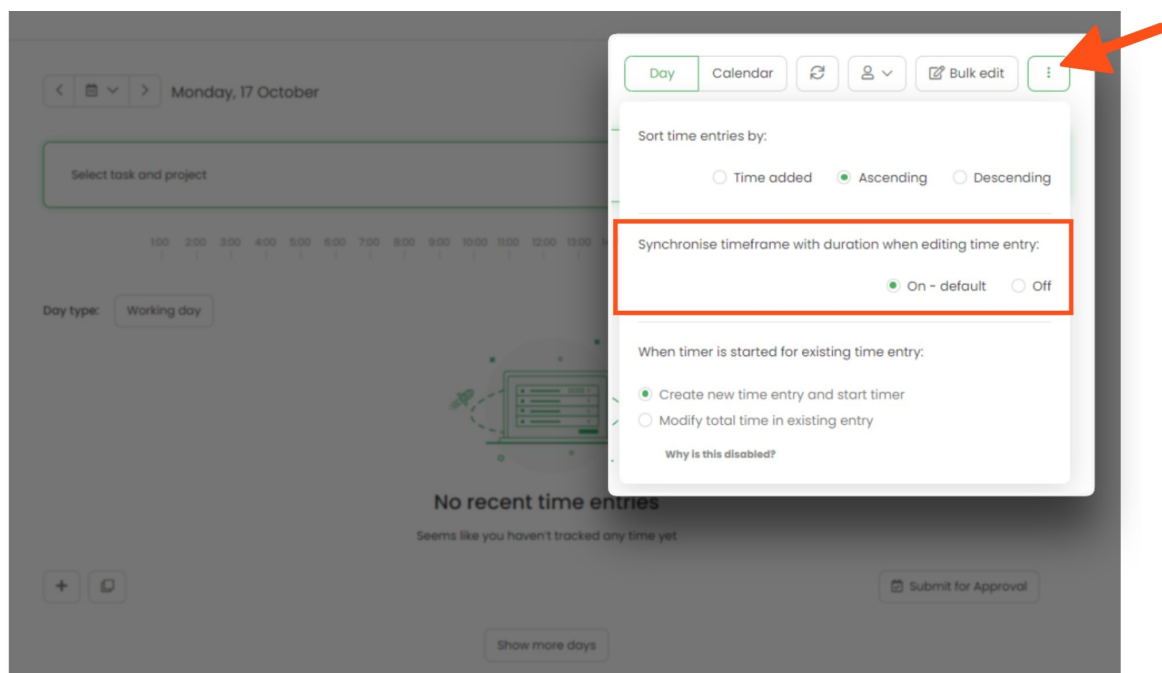 Day
Calendar
Bulk edit
Monday, 17 October
Sort time entries by:
Time added
Ascending
Descending
Select task and project
1:00 2:00 3:00 4:00 5:00 6:00 7:00 8:00 9:00 10:00 11:00 12:00 13:00
Synchronise timeframe with duration when editing time entry:
On - default
Off
Day type:
Working day
When timer is started for existing time entry:
Create new time entry and start timer
Modify total time in existing entry
Why is this disabled?
No recent time entries
Seems like you haven't tracked any time yet
Submit for Approval
Show more days